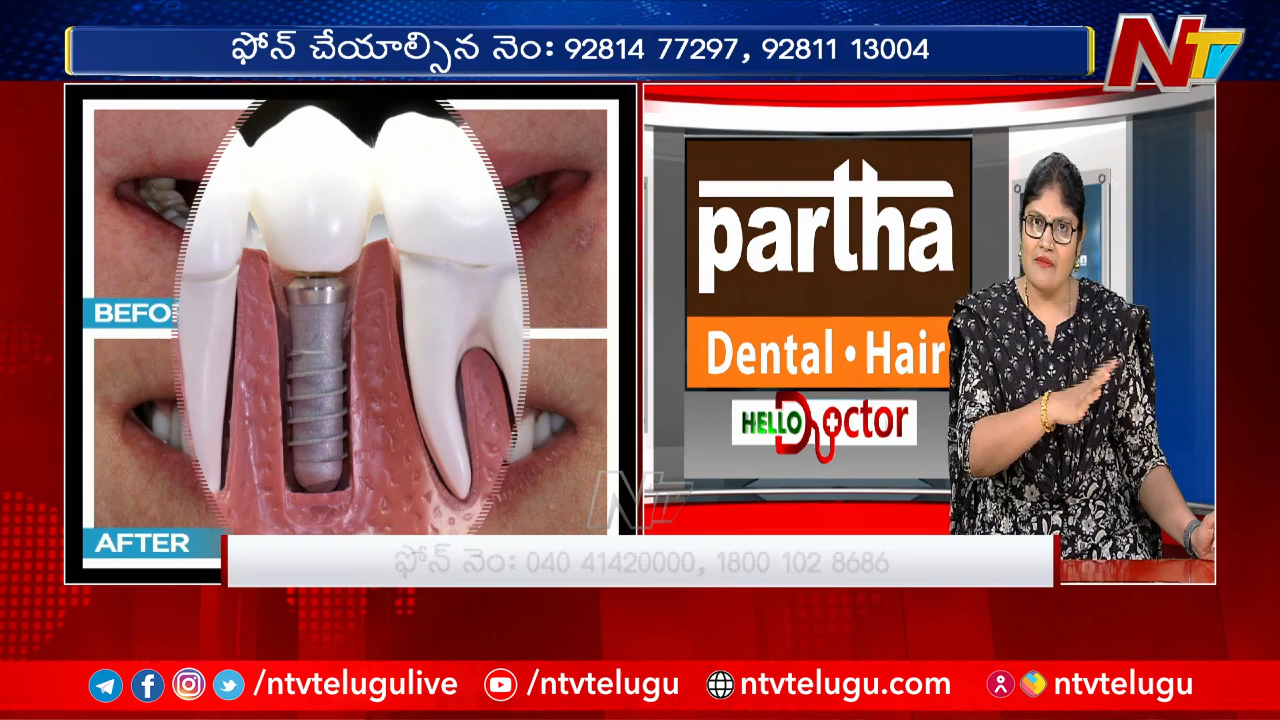 ఫోన్ చేయాల్సిన నెం: 92814 77297, 92811 13004
NTV
BEFO
AFTER
partha
Dental • Hair
HELLO Doctor
NTV
ఫోన్ నెం: 040 41420000, 1800 102 8686
/ntvtelugulive
/ntvtelugu
ntvtelugu.com
ntvtelugu